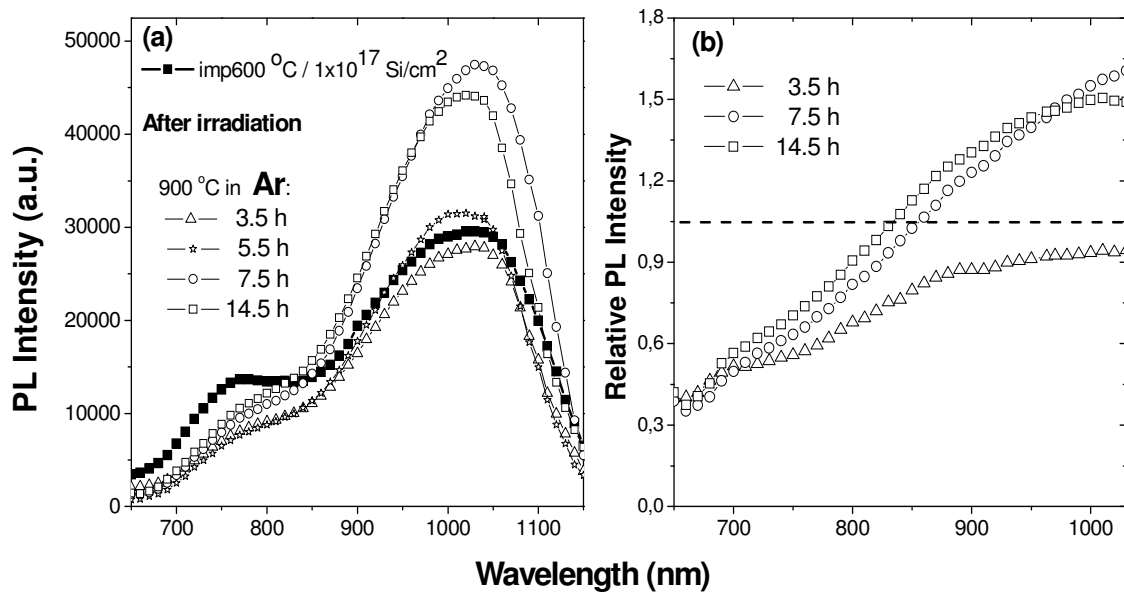 (a)
imp600 °C / 1x10¹⁷ Si/cm²
After irradiation
900 °C in Ar:
3.5 h
5.5 h
7.5 h
14.5 h
PL Intensity (a.u.)
50000
40000
30000
20000
10000
0
700 800 900 1000 1100
(b)
3.5 h
7.5 h
14.5 h
Relative PL Intensity
1,8
1,5
1,2
0,9
0,6
0,3
0,0
700 800 900 1000
Wavelength (nm)